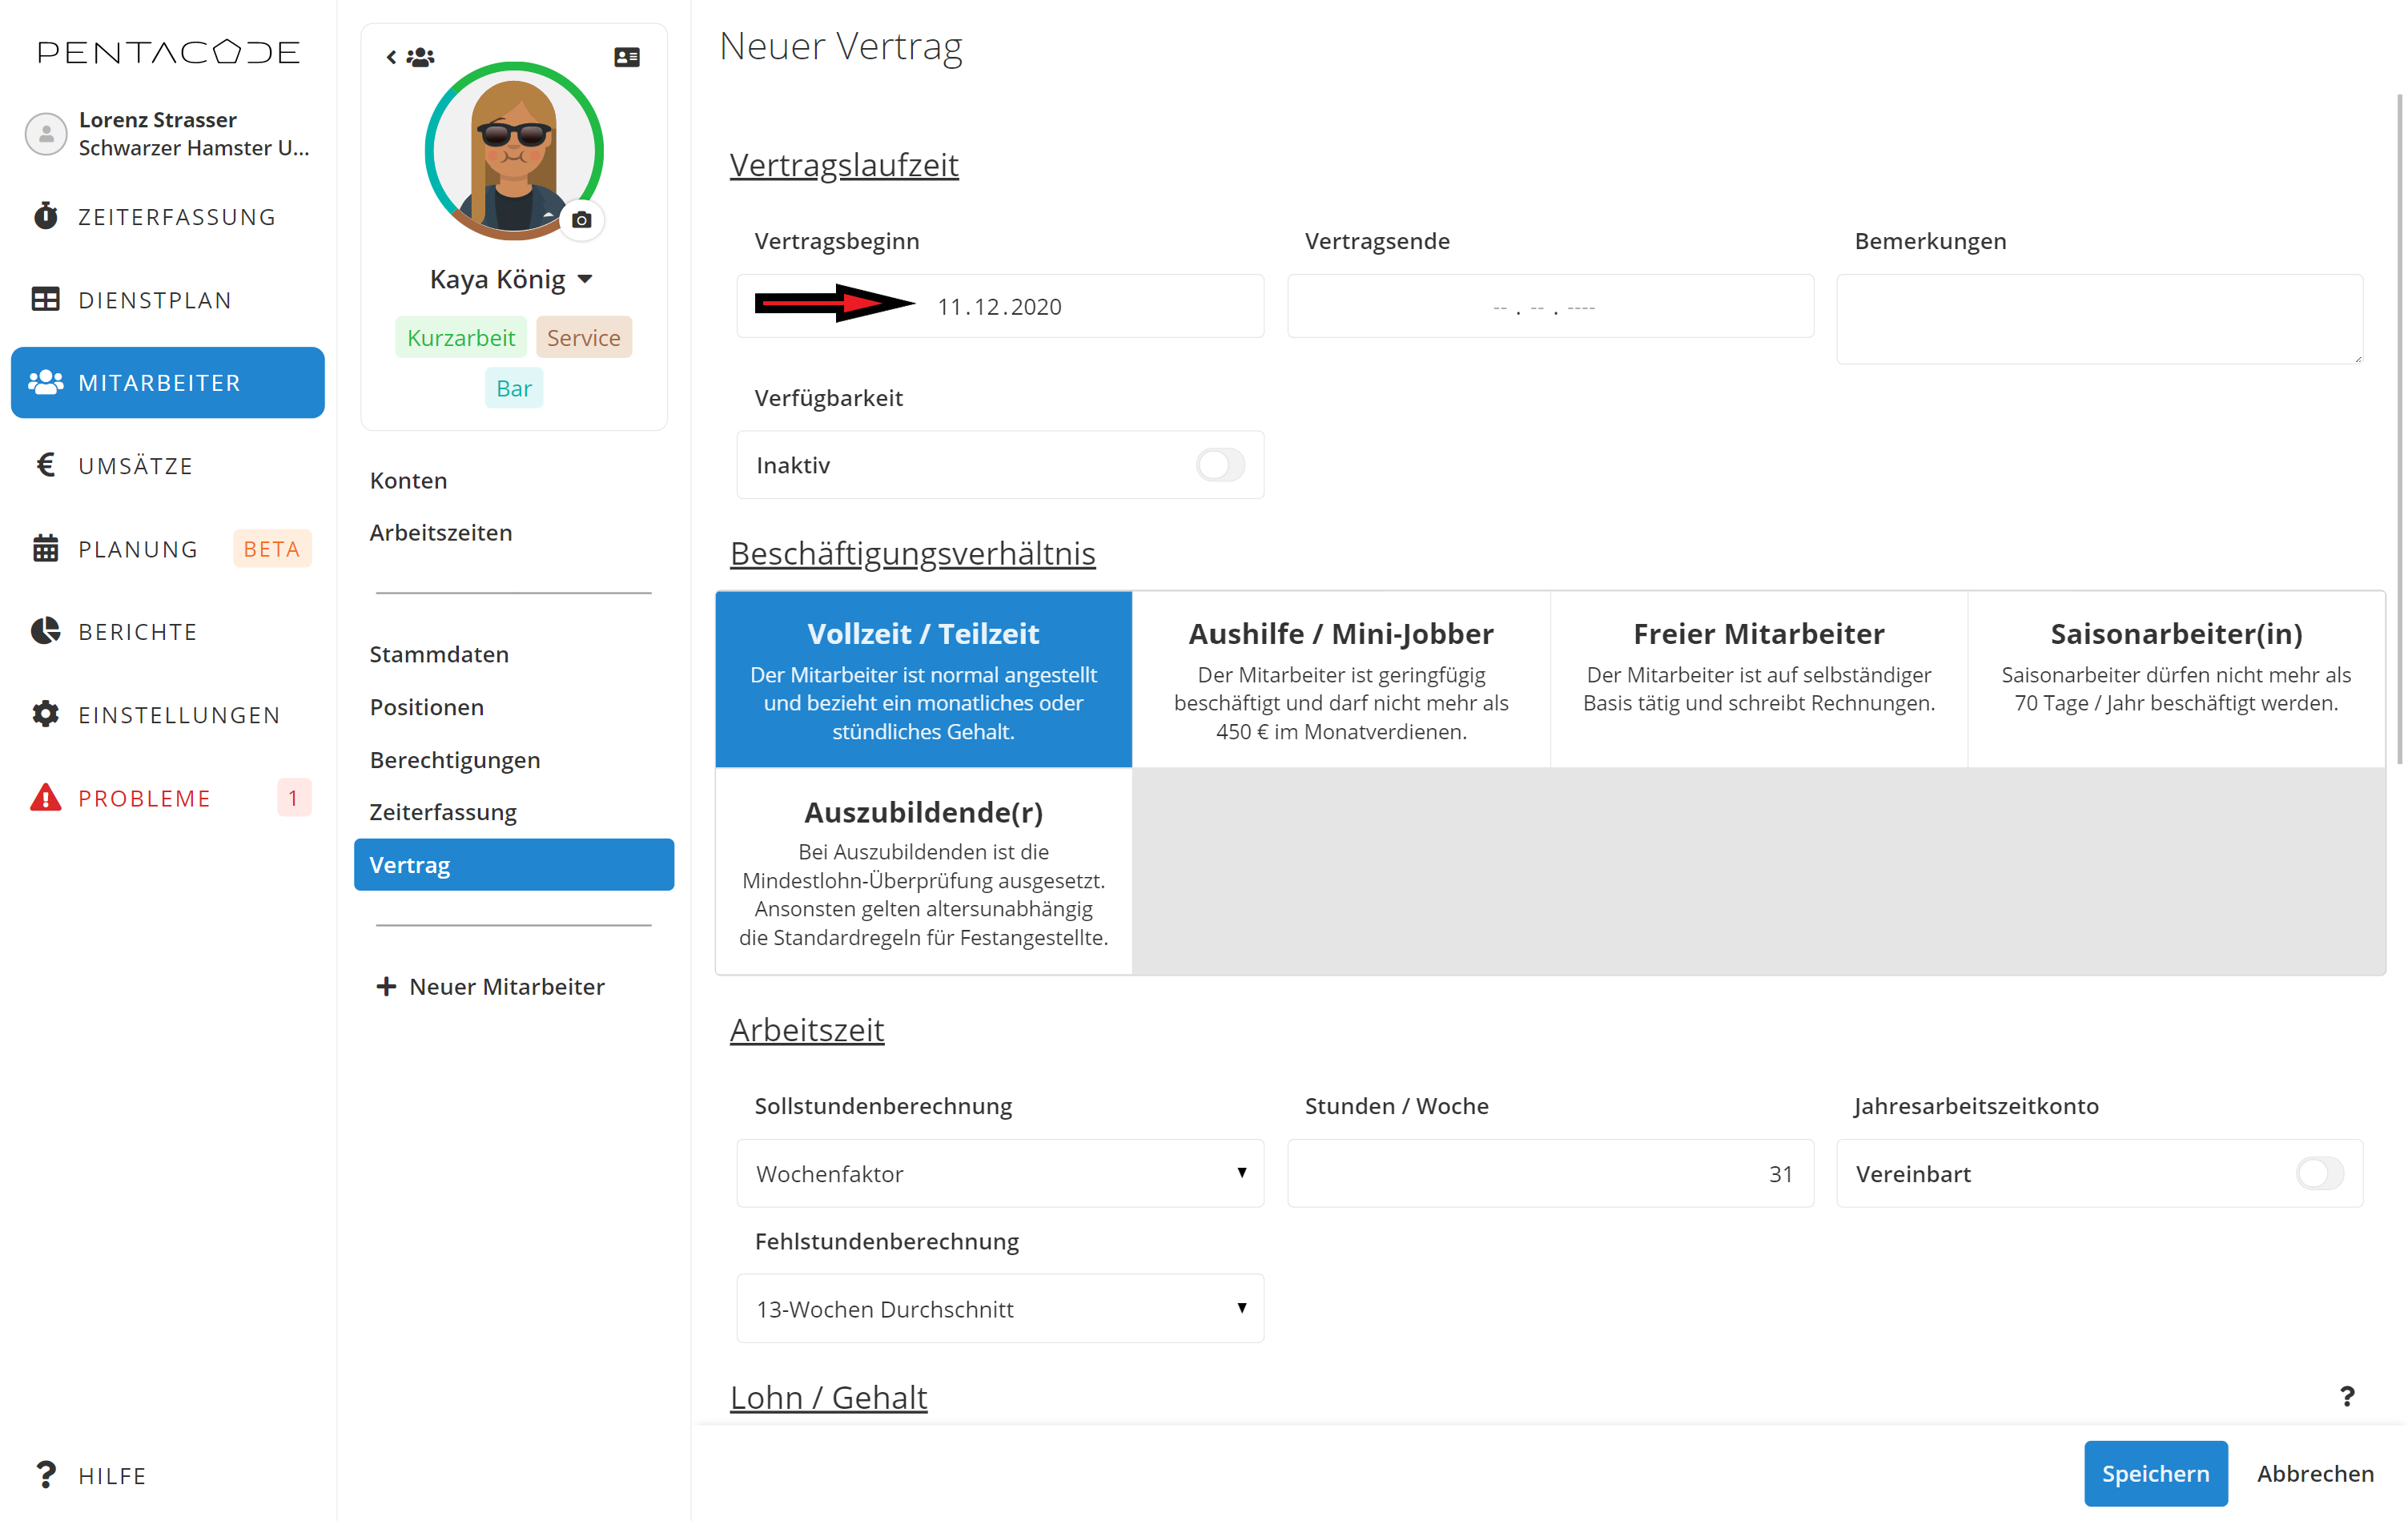 PENTACODE
Lorenz Strasser
Schwarzer Hamster U...
ZEITERFASSUNG
DIENSTPLAN
MITARBEITER
UMSÄTZE
PLANUNG BETA
BERICHTE
EINSTELLUNGEN
PROBLEME 1
HILFE
Kaya König
Kurzarbeit Service
Bar
Konten
Arbeitszeiten
Stammdaten
Positionen
Berechtigungen
Zeiterfassung
Vertrag
+ Neuer Mitarbeiter
Neuer Vertrag
Vertragslaufzeit
Vertragsbeginn Vertragsende Bemerkungen
11.12.2020 -- . -- . ----
Verfügbarkeit
Inaktiv
Beschäftigungsverhältnis
Vollzeit / Teilzeit
Der Mitarbeiter ist normal angestellt
und bezieht ein monatliches oder
stündliches Gehalt.
Aushilfe / Mini-Jobber
Der Mitarbeiter ist geringfügig
beschäftigt und darf nicht mehr als
450 € im Monatverdienen.
Freier Mitarbeiter
Der Mitarbeiter ist auf selbständiger
Basis tätig und schreibt Rechnungen.
Saisonarbeiter(in)
Saisonarbeiter dürfen nicht mehr als
70 Tage / Jahr beschäftigt werden.
Auszubildende(r)
Bei Auszubildenden ist die
Mindestlohn-Überprüfung ausgesetzt.
Ansonsten gelten altersunabhängig
die Standardregeln für Festangestellte.
Arbeitszeit
Sollstundenberechnung Stunden / Woche Jahresarbeitszeitkonto
Wochenfaktor 31 Vereinbart
Fehlstundenberechnung
13-Wochen Durchschnitt
Lohn / Gehalt ?
Speichern Abbrechen